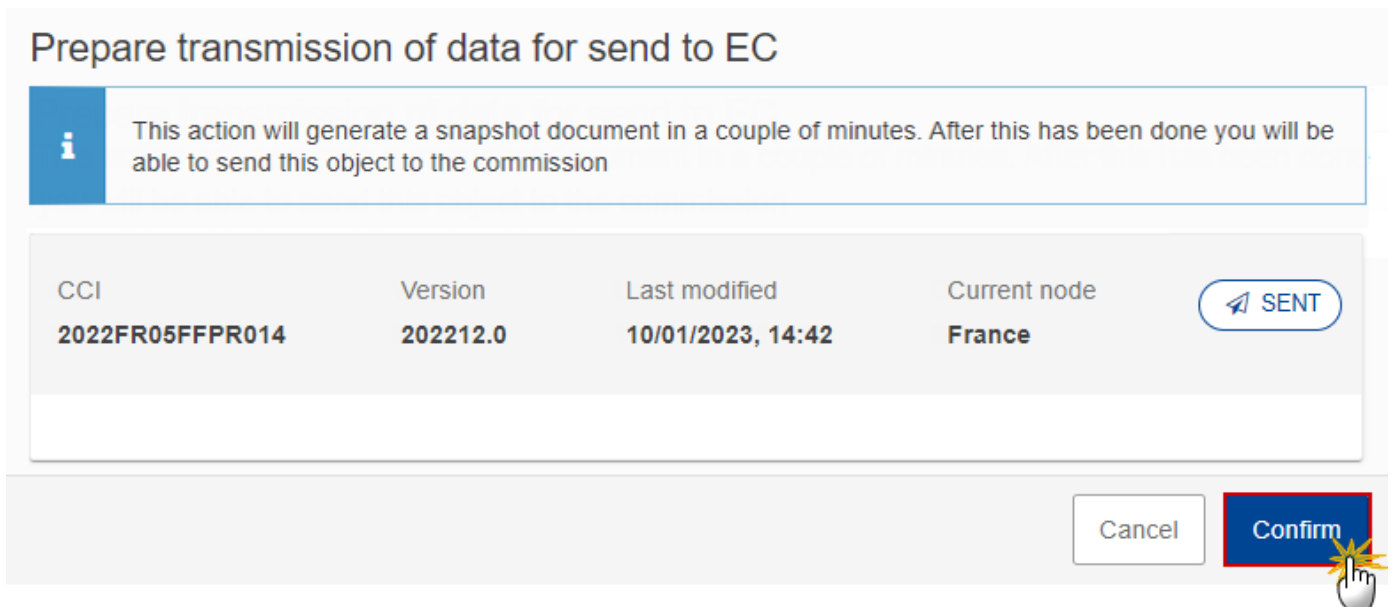 Prepare transmission of data for send to EC
i
This action will generate a snapshot document in a couple of minutes. After this has been done you will be
able to send this object to the commission
CCI Version Last modified Current node SENT
2022FR05FFPR014 202212.0 10/01/2023, 14:42 France
Cancel Confirm